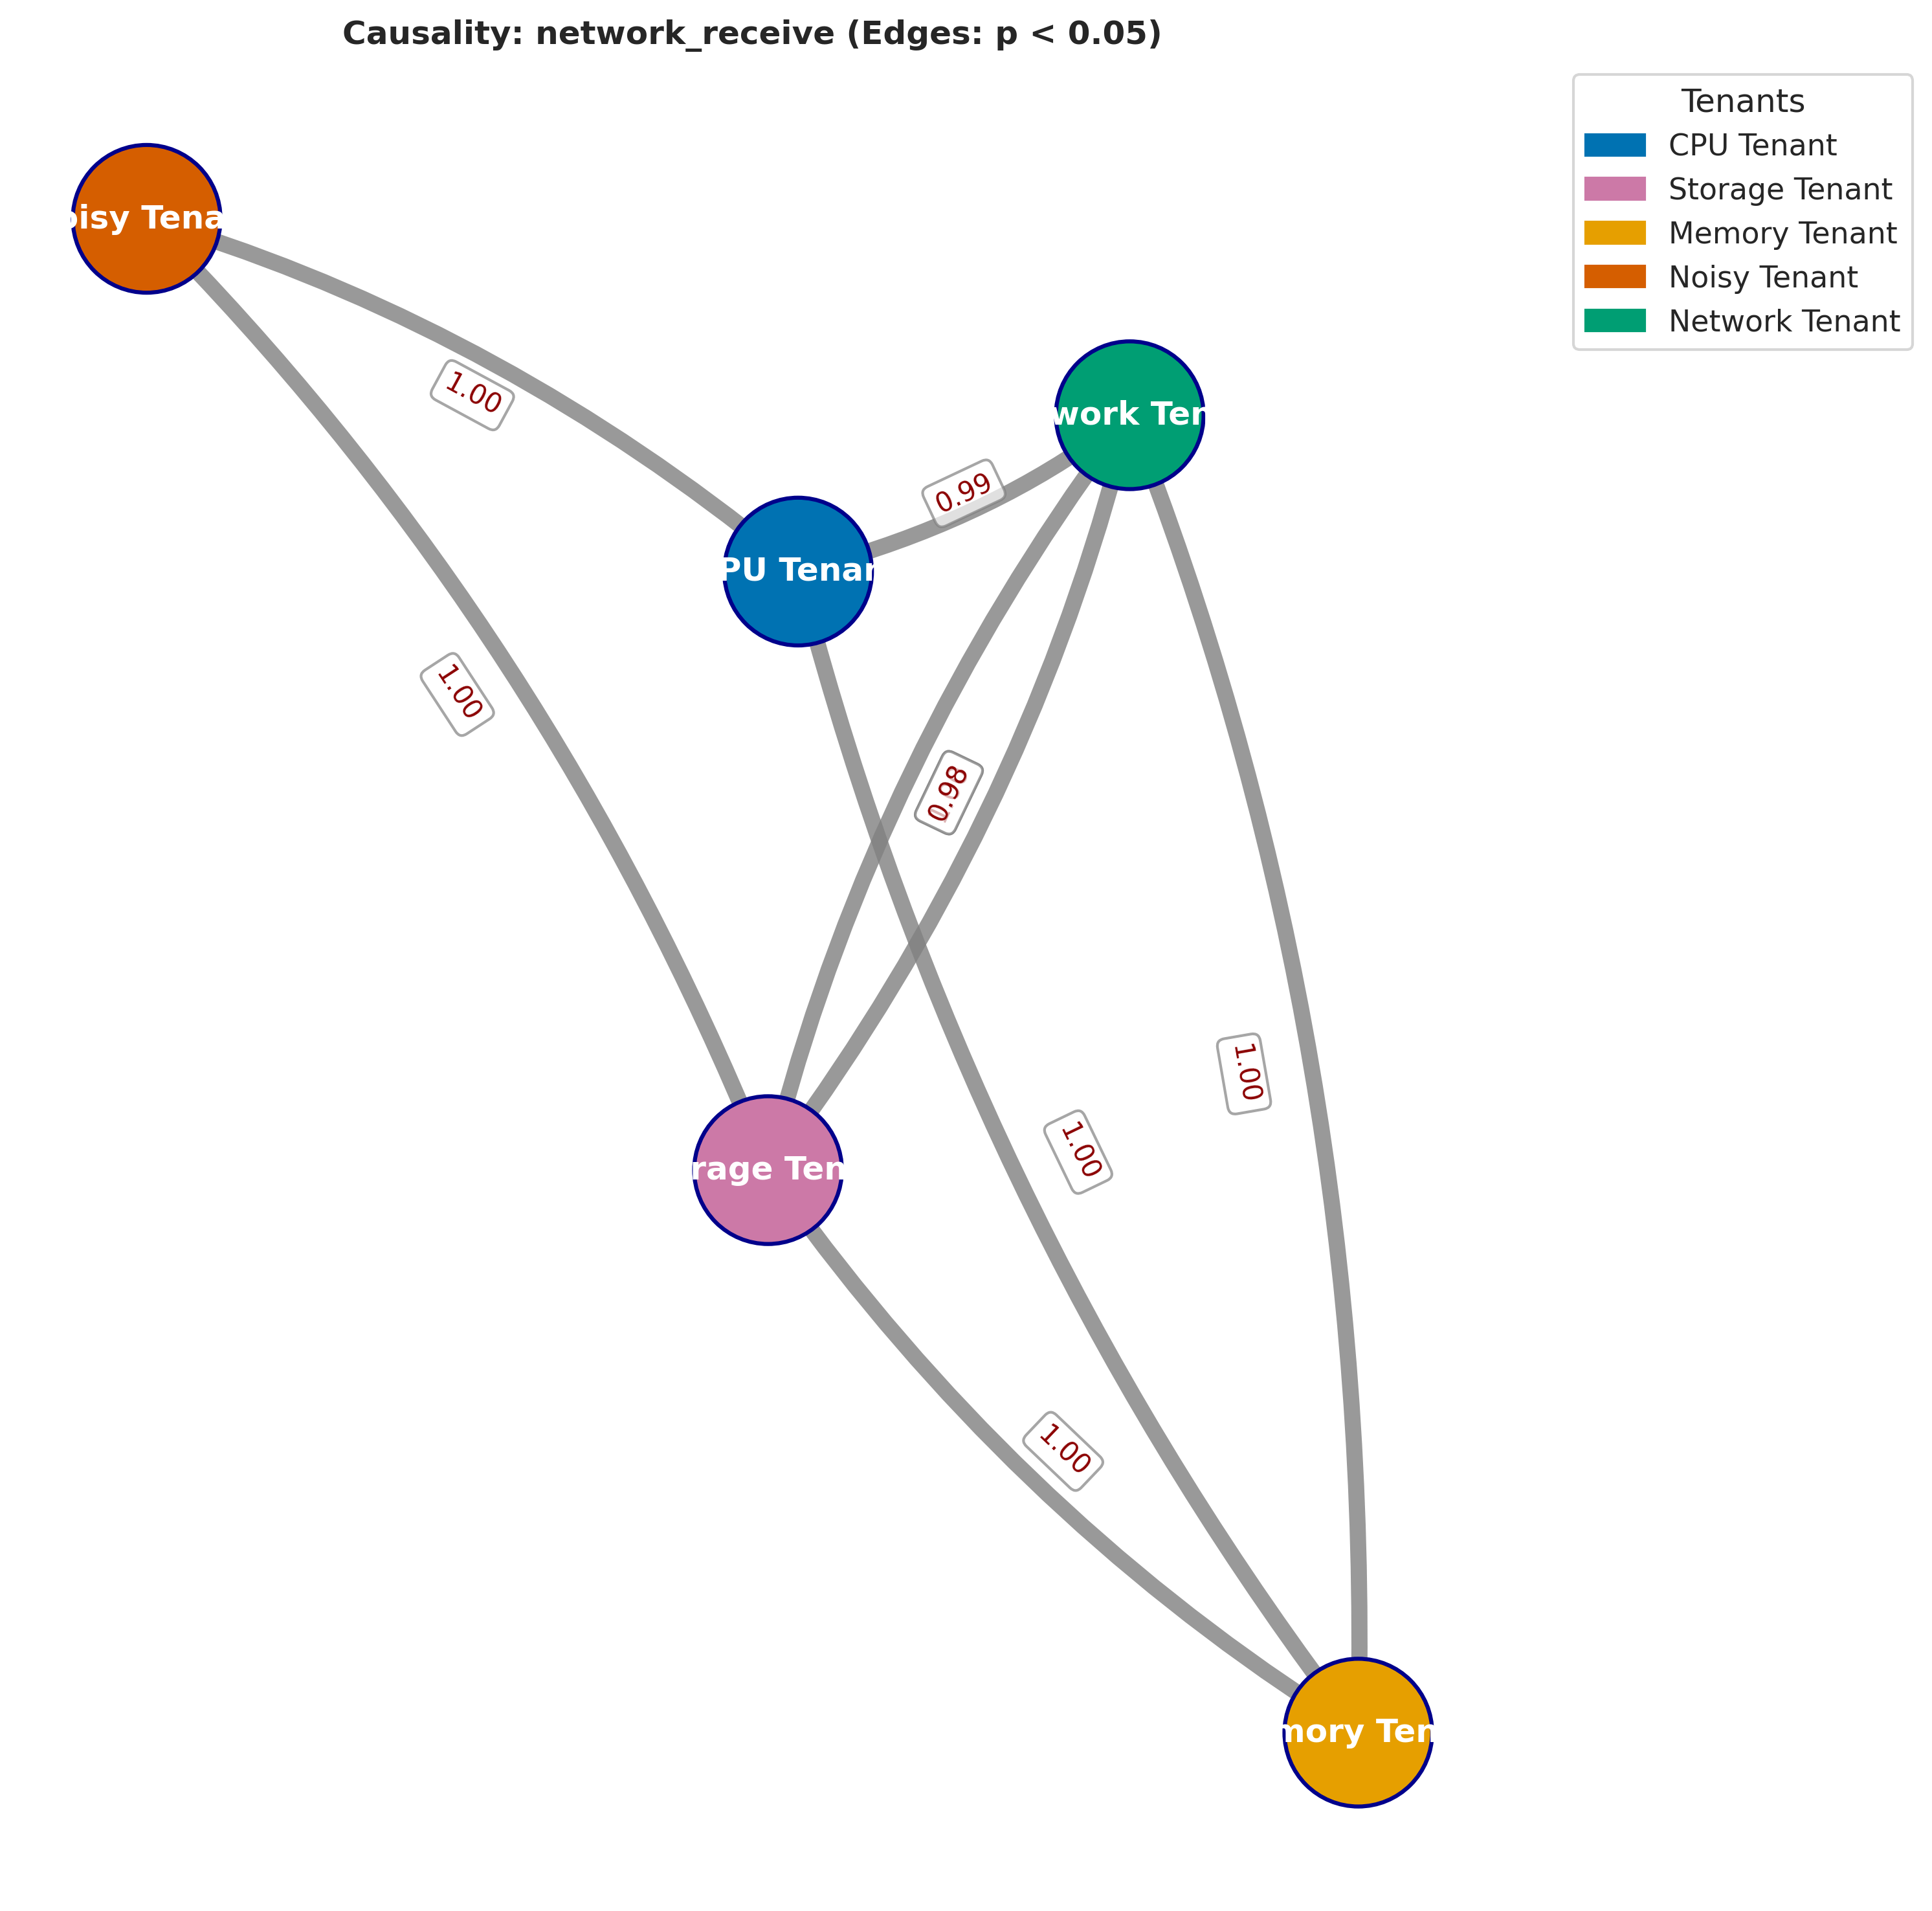 Causality: network_receive (Edges: p < 0.05)
Tenants
CPU Tenant
Storage Tenant
Memory Tenant
Noisy Tenant
Network Tenant
oisy Tena
work Ten
1.00
0.99
PU Tenan
1.00
0.98
1.00
1.00
rage Ten
1.00
mory Ten